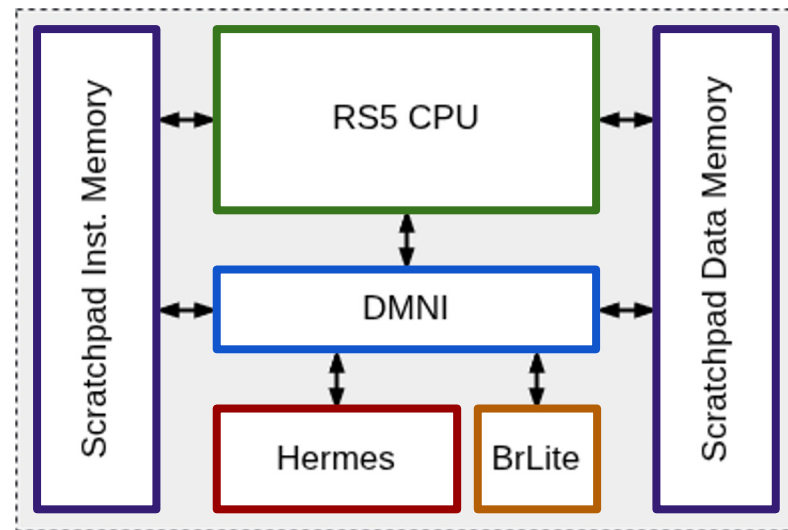 Scratchpad Inst. Memory
RS5 CPU
Scratchpad Data Memory
DMNI
Hermes
BrLite